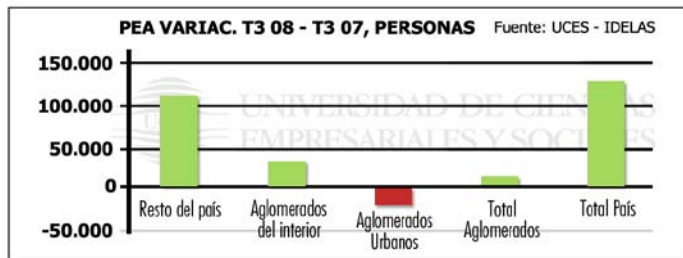 PEA VARIAC. T3 08 - T3 07, PERSONAS Fuente: UCES - IDELAS
150.000
100.000
50.000
0
-50.000
UNIVERSIDAD DE CIENCIAS
EMPRESARIALES Y SOCIALES
Resto del país
Aglomerados
del interior
Aglomerados
Urbanos
Total
Aglomerados
Total País